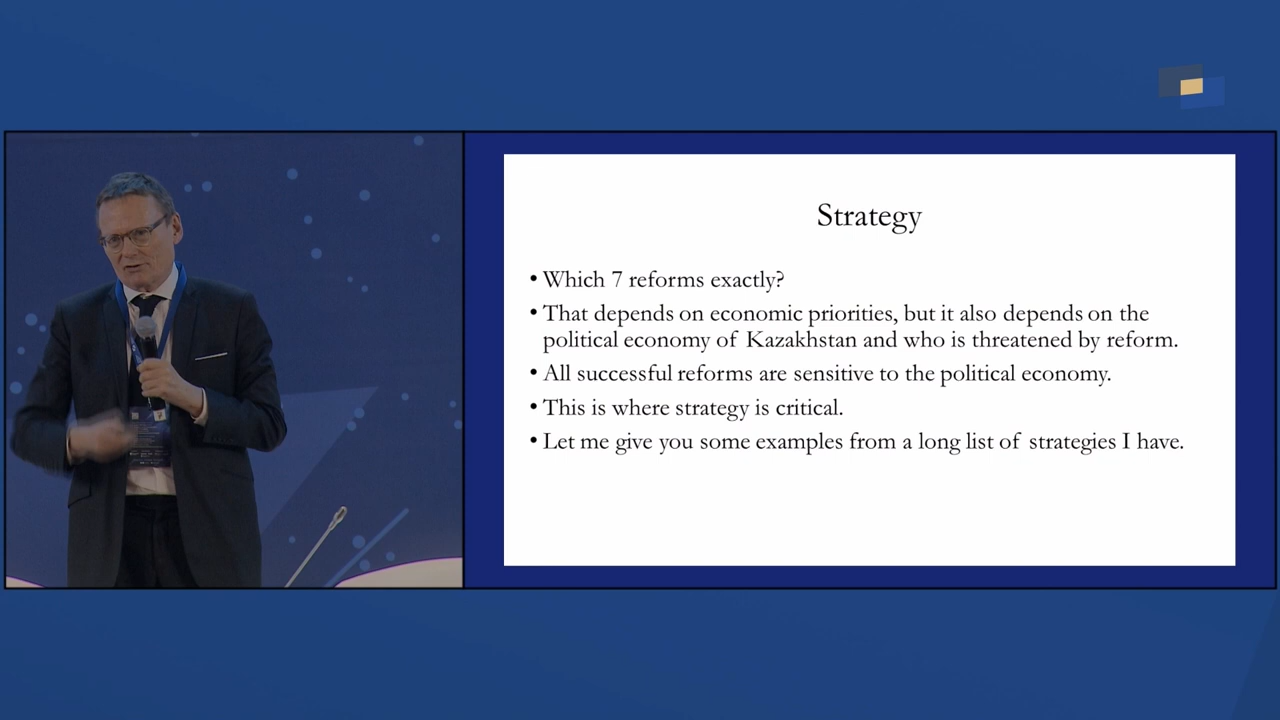 Strategy
• Which 7 reforms exactly?
• That depends on economic priorities, but it also depends on the
political economy of Kazakhstan and who is threatened by reform.
• All successful reforms are sensitive to the political economy.
• This is where strategy is critical.
• Let me give you some examples from a long list of strategies I have.